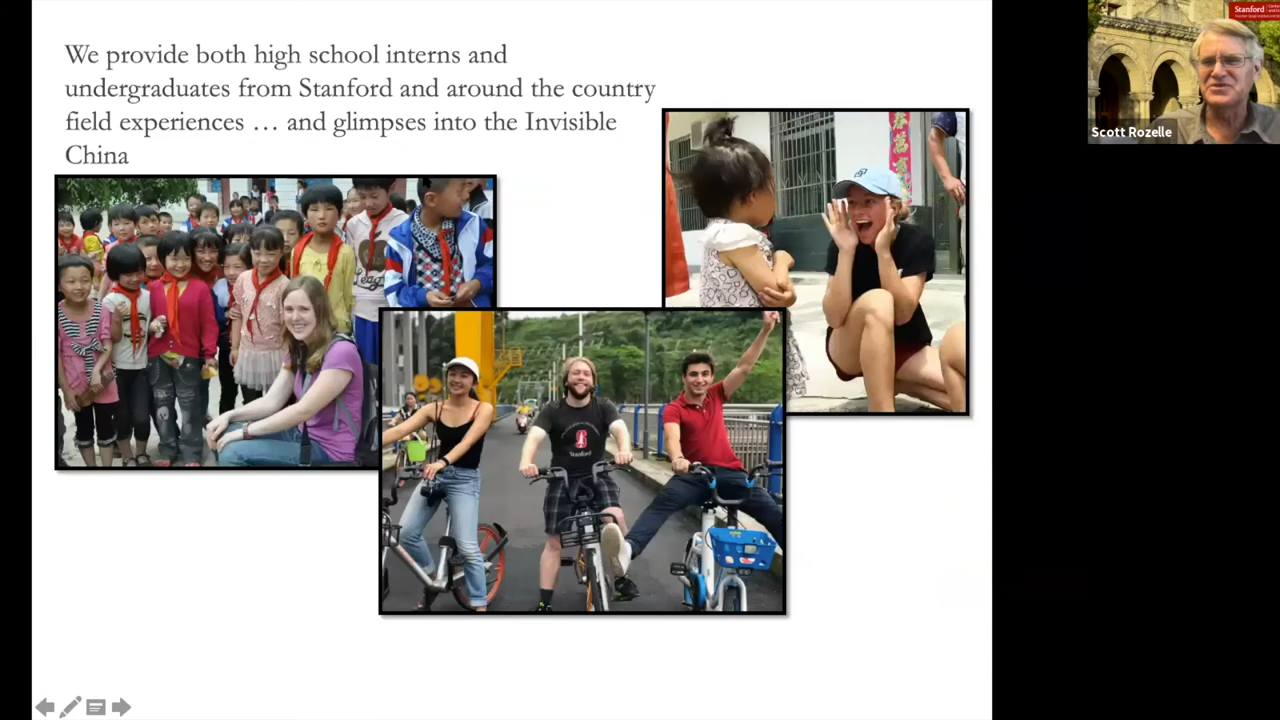 We provide both high school interns and
undergraduates from Stanford and around the country
field experiences … and glimpses into the Invisible
China
Stanford
Scott Rozelle
Stanford